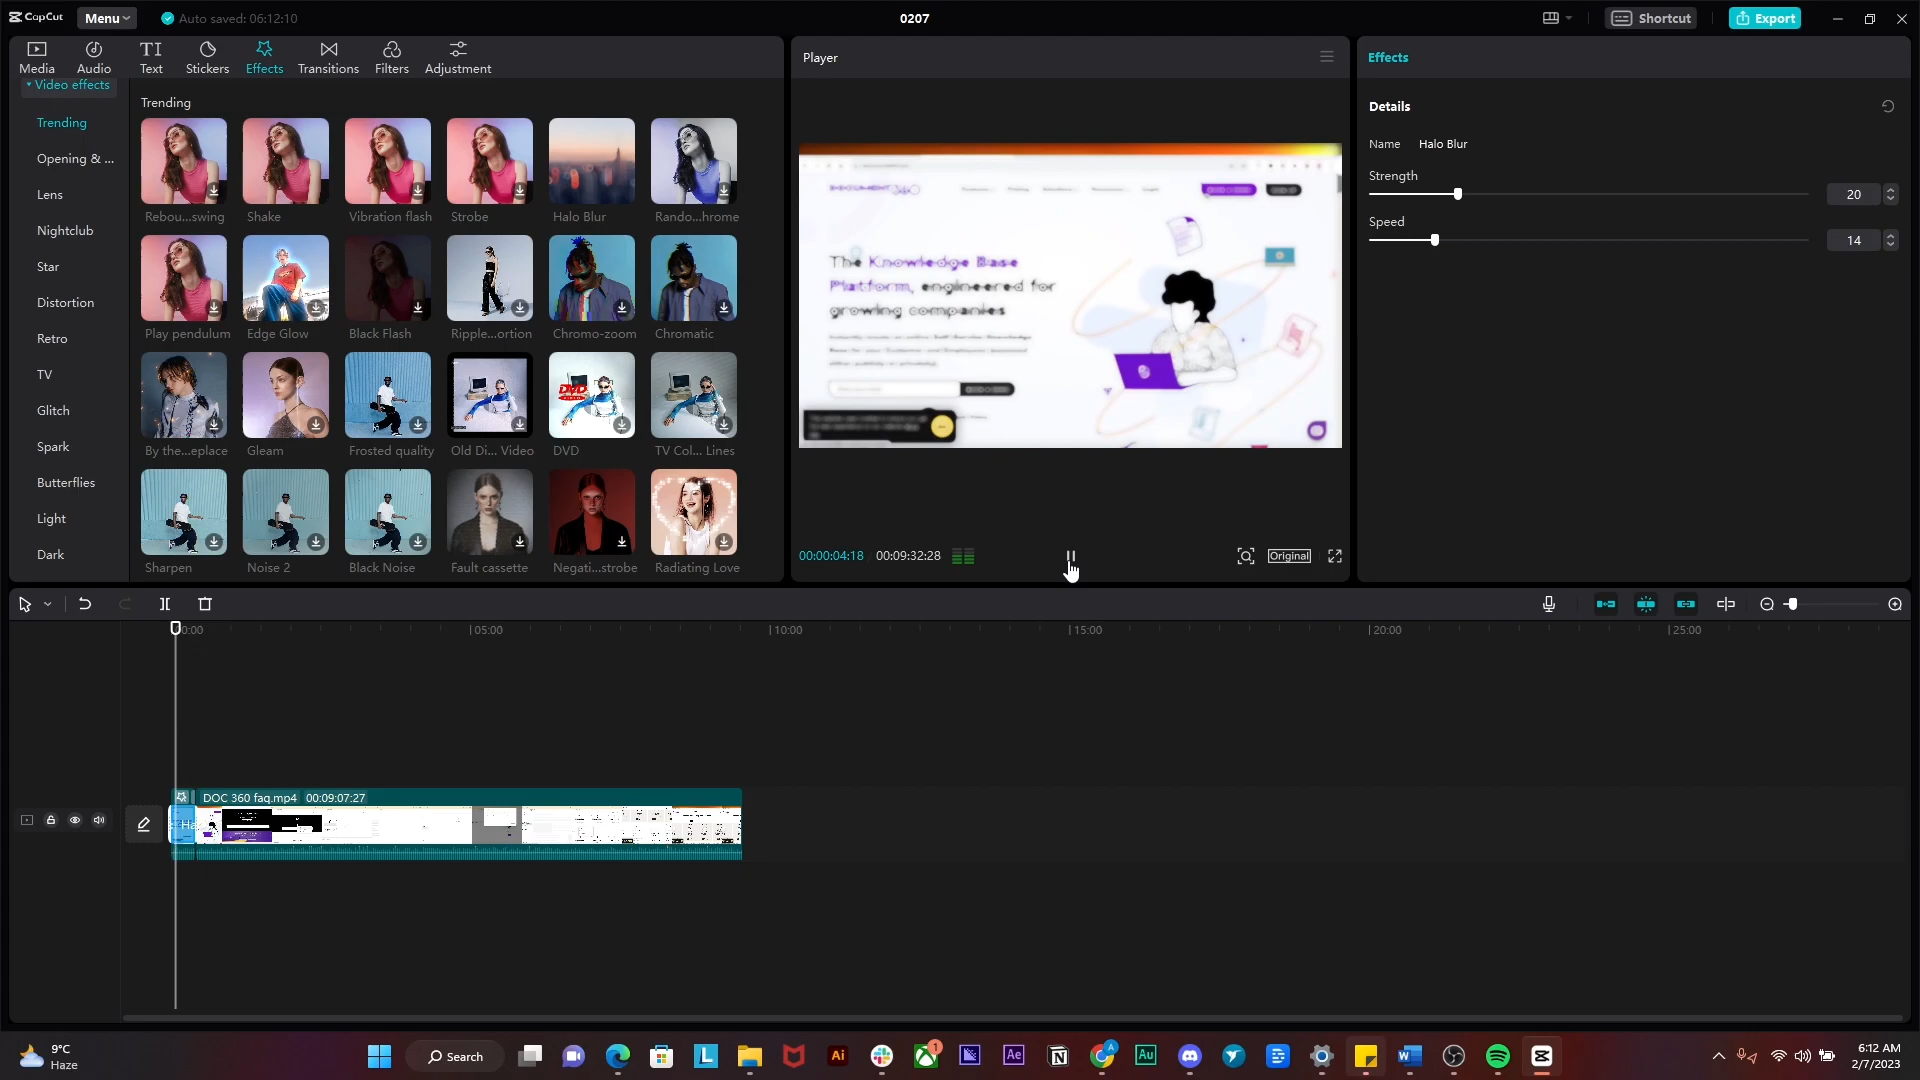 CapCut
Menu
Auto saved: 06:12:10
0207
Shortcut
Export
Media
Audio
TI
Text
Stickers
Effects
Transitions
Filters
Adjustment
Player
Effects
Video effects
Trending
Opening & ...
Lens
Nightclub
Star
Distortion
Retro
TV
Glitch
Spark
Butterflies
Light
Dark
Trending
Rebou...swing
Shake
Vibration flash
Strobe
Halo Blur
Rando...hrome
Play pendulum
Edge Glow
Black Flash
Ripple...ortion
Chromo-zoom
Chromatic
By the...eplace
Gleam
Frosted quality
Old Di... Video
DVD
DVD
TV Col... Lines
Sharpen
Noise 2
Black Noise
Fault cassette
Negati...strobe
Radiating Love
The Knowledge Base
Platform, engineered for
growing companies
00:00:04:18
00:09:32:28
Original
Details
Name
Halo Blur
Strength
20
Speed
14
00:00
05:00
10:00
15:00
20:00
25:00
DOC 360 faq.mp4
00:09:07:27
Ha
9°C
Haze
Search
L
Ai
1
Ae
N
A
Au
W
6:12 AM
2/7/2023